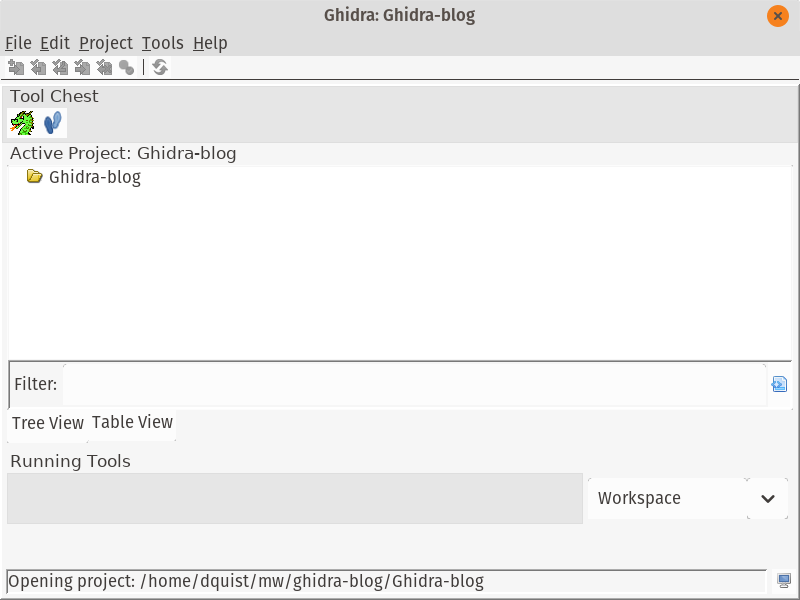 Ghidra: Ghidra-blog
File Edit Project Tools Help
Tool Chest
Active Project: Ghidra-blog
Ghidra-blog
Filter:
Tree View Table View
Running Tools
Workspace
Opening project: /home/dquist/mw/ghidra-blog/Ghidra-blog